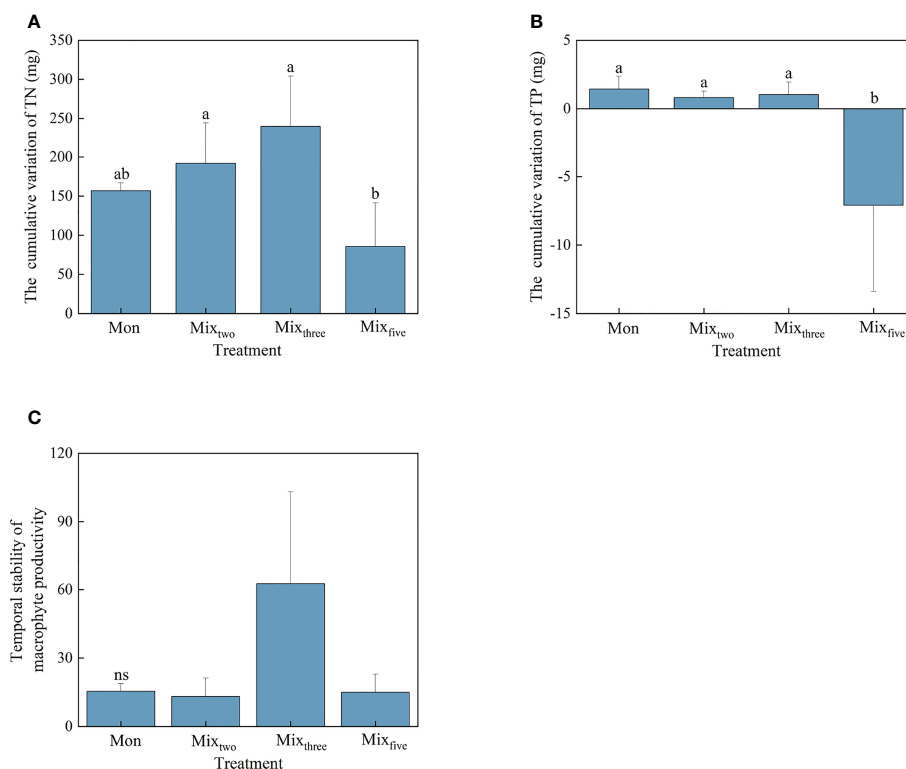 A
The cumulative variation of TN (mg)
350
300
250
200
150
100
50
0
ab
a
a
b
Mon Mixtwo Mixthree Mixfive
Treatment
B
The cumulative variation of TP (mg)
5
0
-5
-10
-15
a
a
a
b
Mon Mixtwo Mixthree Mixfive
Treatment
C
Temporal stability of
macrophyte productivity
120
90
60
30
0
ns
Mon Mixtwo Mixthree Mixfive
Treatment